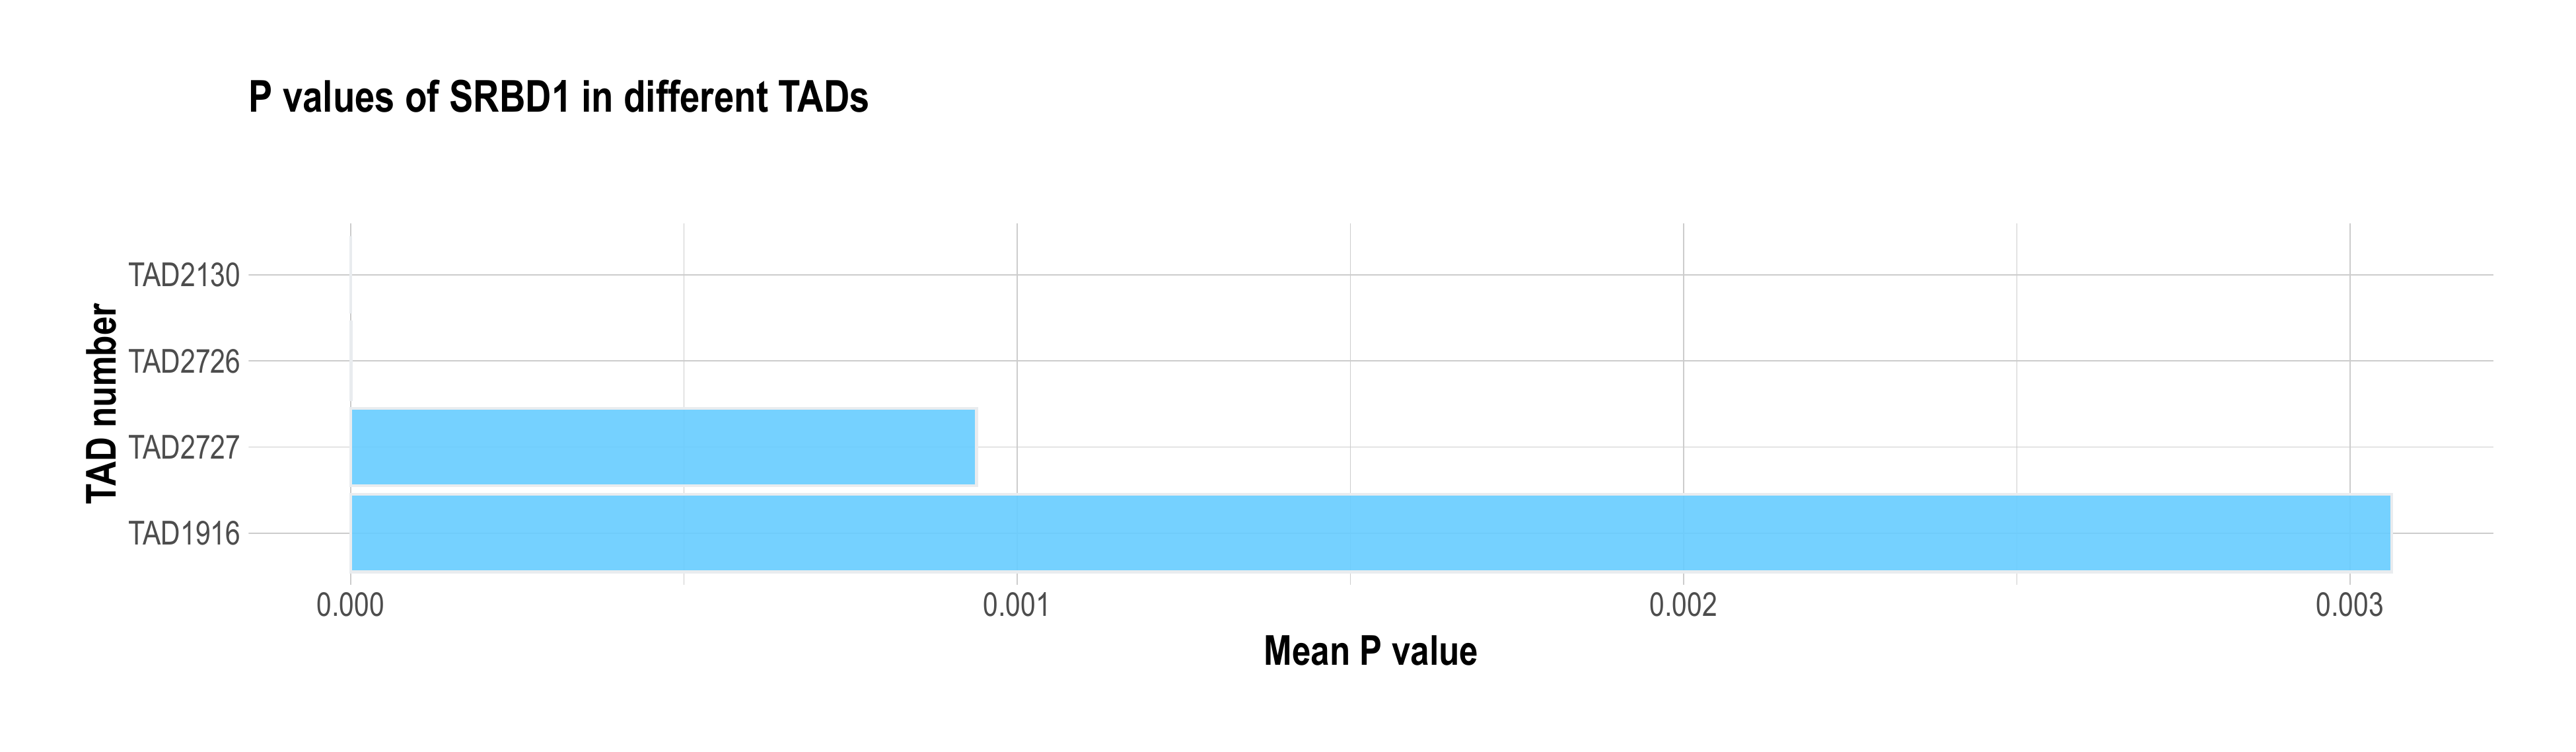 P values of SRBD1 in different TADs
TAD number
TAD2130
TAD2726
TAD2727
TAD1916
0.000 0.001 0.002 0.003
Mean P value